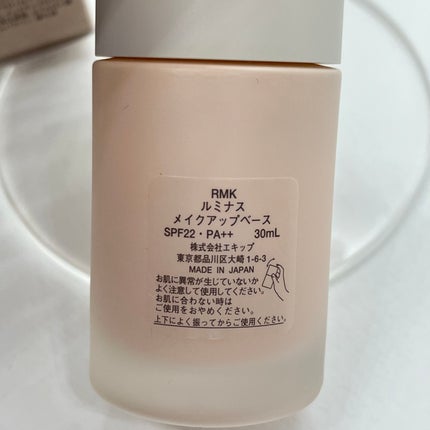 RMK
ルミナス
メイクアップベース
SPF22・PA++ 30mL
株式会社エキップ
東京都品川区大崎1-6-3
MADE IN JAPAN
お肌に異常が生じていないか
よく注意して使用してください。
お肌に合わない時は
ご使用をおやめください。
上下によく振ってからご使用ください。